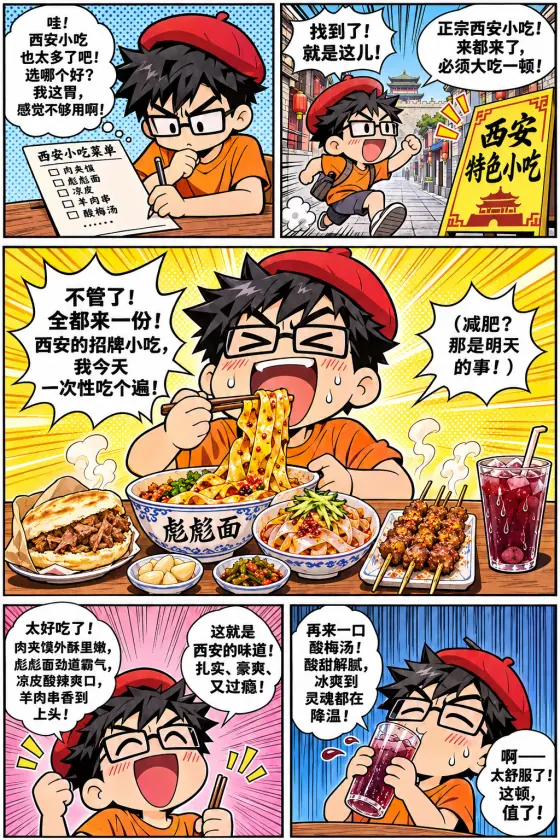 哇！
西安小吃
也太多了吧！
选哪个好？
我这胃，
感觉不够用啊！
西安小吃菜单
肉夹馍
彪彪面
凉皮
羊肉串
酸梅汤
······
找到了！
就是这儿！
正宗西安小吃！
来都来了，
必须大吃一顿！
西安
特色小吃
不管了！
全都来一份！
西安的招牌小吃，
我今天
一次性吃个遍！
（减肥？
那是明天
的事！）
彪彪面
太好吃了！
肉夹馍外酥里嫩，
彪彪面劲道霸气，
凉皮酸辣爽口，
羊肉串香到
上头！
这就是
西安的味道！
扎实、豪爽、
又过瘾！
再来一口
酸梅汤！
酸甜解腻，
冰爽到
灵魂都在
降温！
啊——
太舒服了！
这顿，
值了！